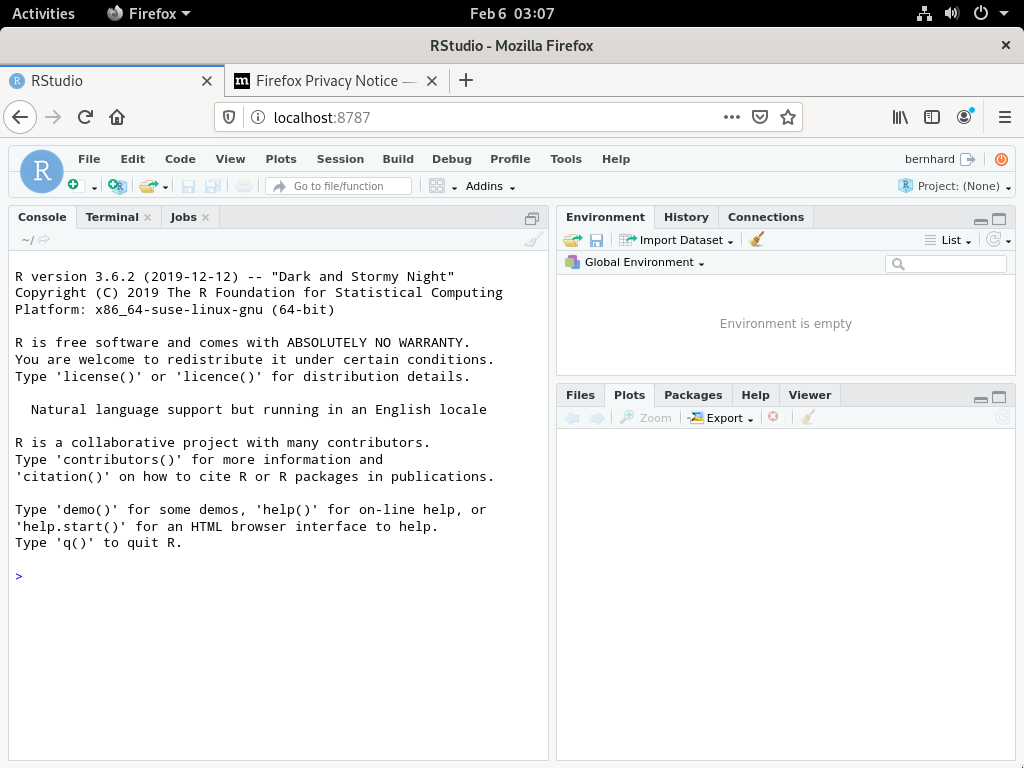 Activities Firefox Feb 6 03:07
RStudio - Mozilla Firefox
RStudio
m Firefox Privacy Notice —
localhost:8787
R
File Edit Code View Plots Session Build Debug Profile Tools Help bernhard
Go to file/function Addins R Project: (None)
Console Terminal Jobs
~/
R version 3.6.2 (2019-12-12) -- "Dark and Stormy Night"
Copyright (C) 2019 The R Foundation for Statistical Computing
Platform: x86_64-suse-linux-gnu (64-bit)
R is free software and comes with ABSOLUTELY NO WARRANTY.
You are welcome to redistribute it under certain conditions.
Type 'license()' or 'licence()' for distribution details.
Natural language support but running in an English locale
R is a collaborative project with many contributors.
Type 'contributors()' for more information and
'citation()' on how to cite R or R packages in publications.
Type 'demo()' for some demos, 'help()' for on-line help, or
'help.start()' for an HTML browser interface to help.
Type 'q()' to quit R.
>
Environment History Connections
Import Dataset List
Global Environment
Environment is empty
Files Plots Packages Help Viewer
Zoom Export